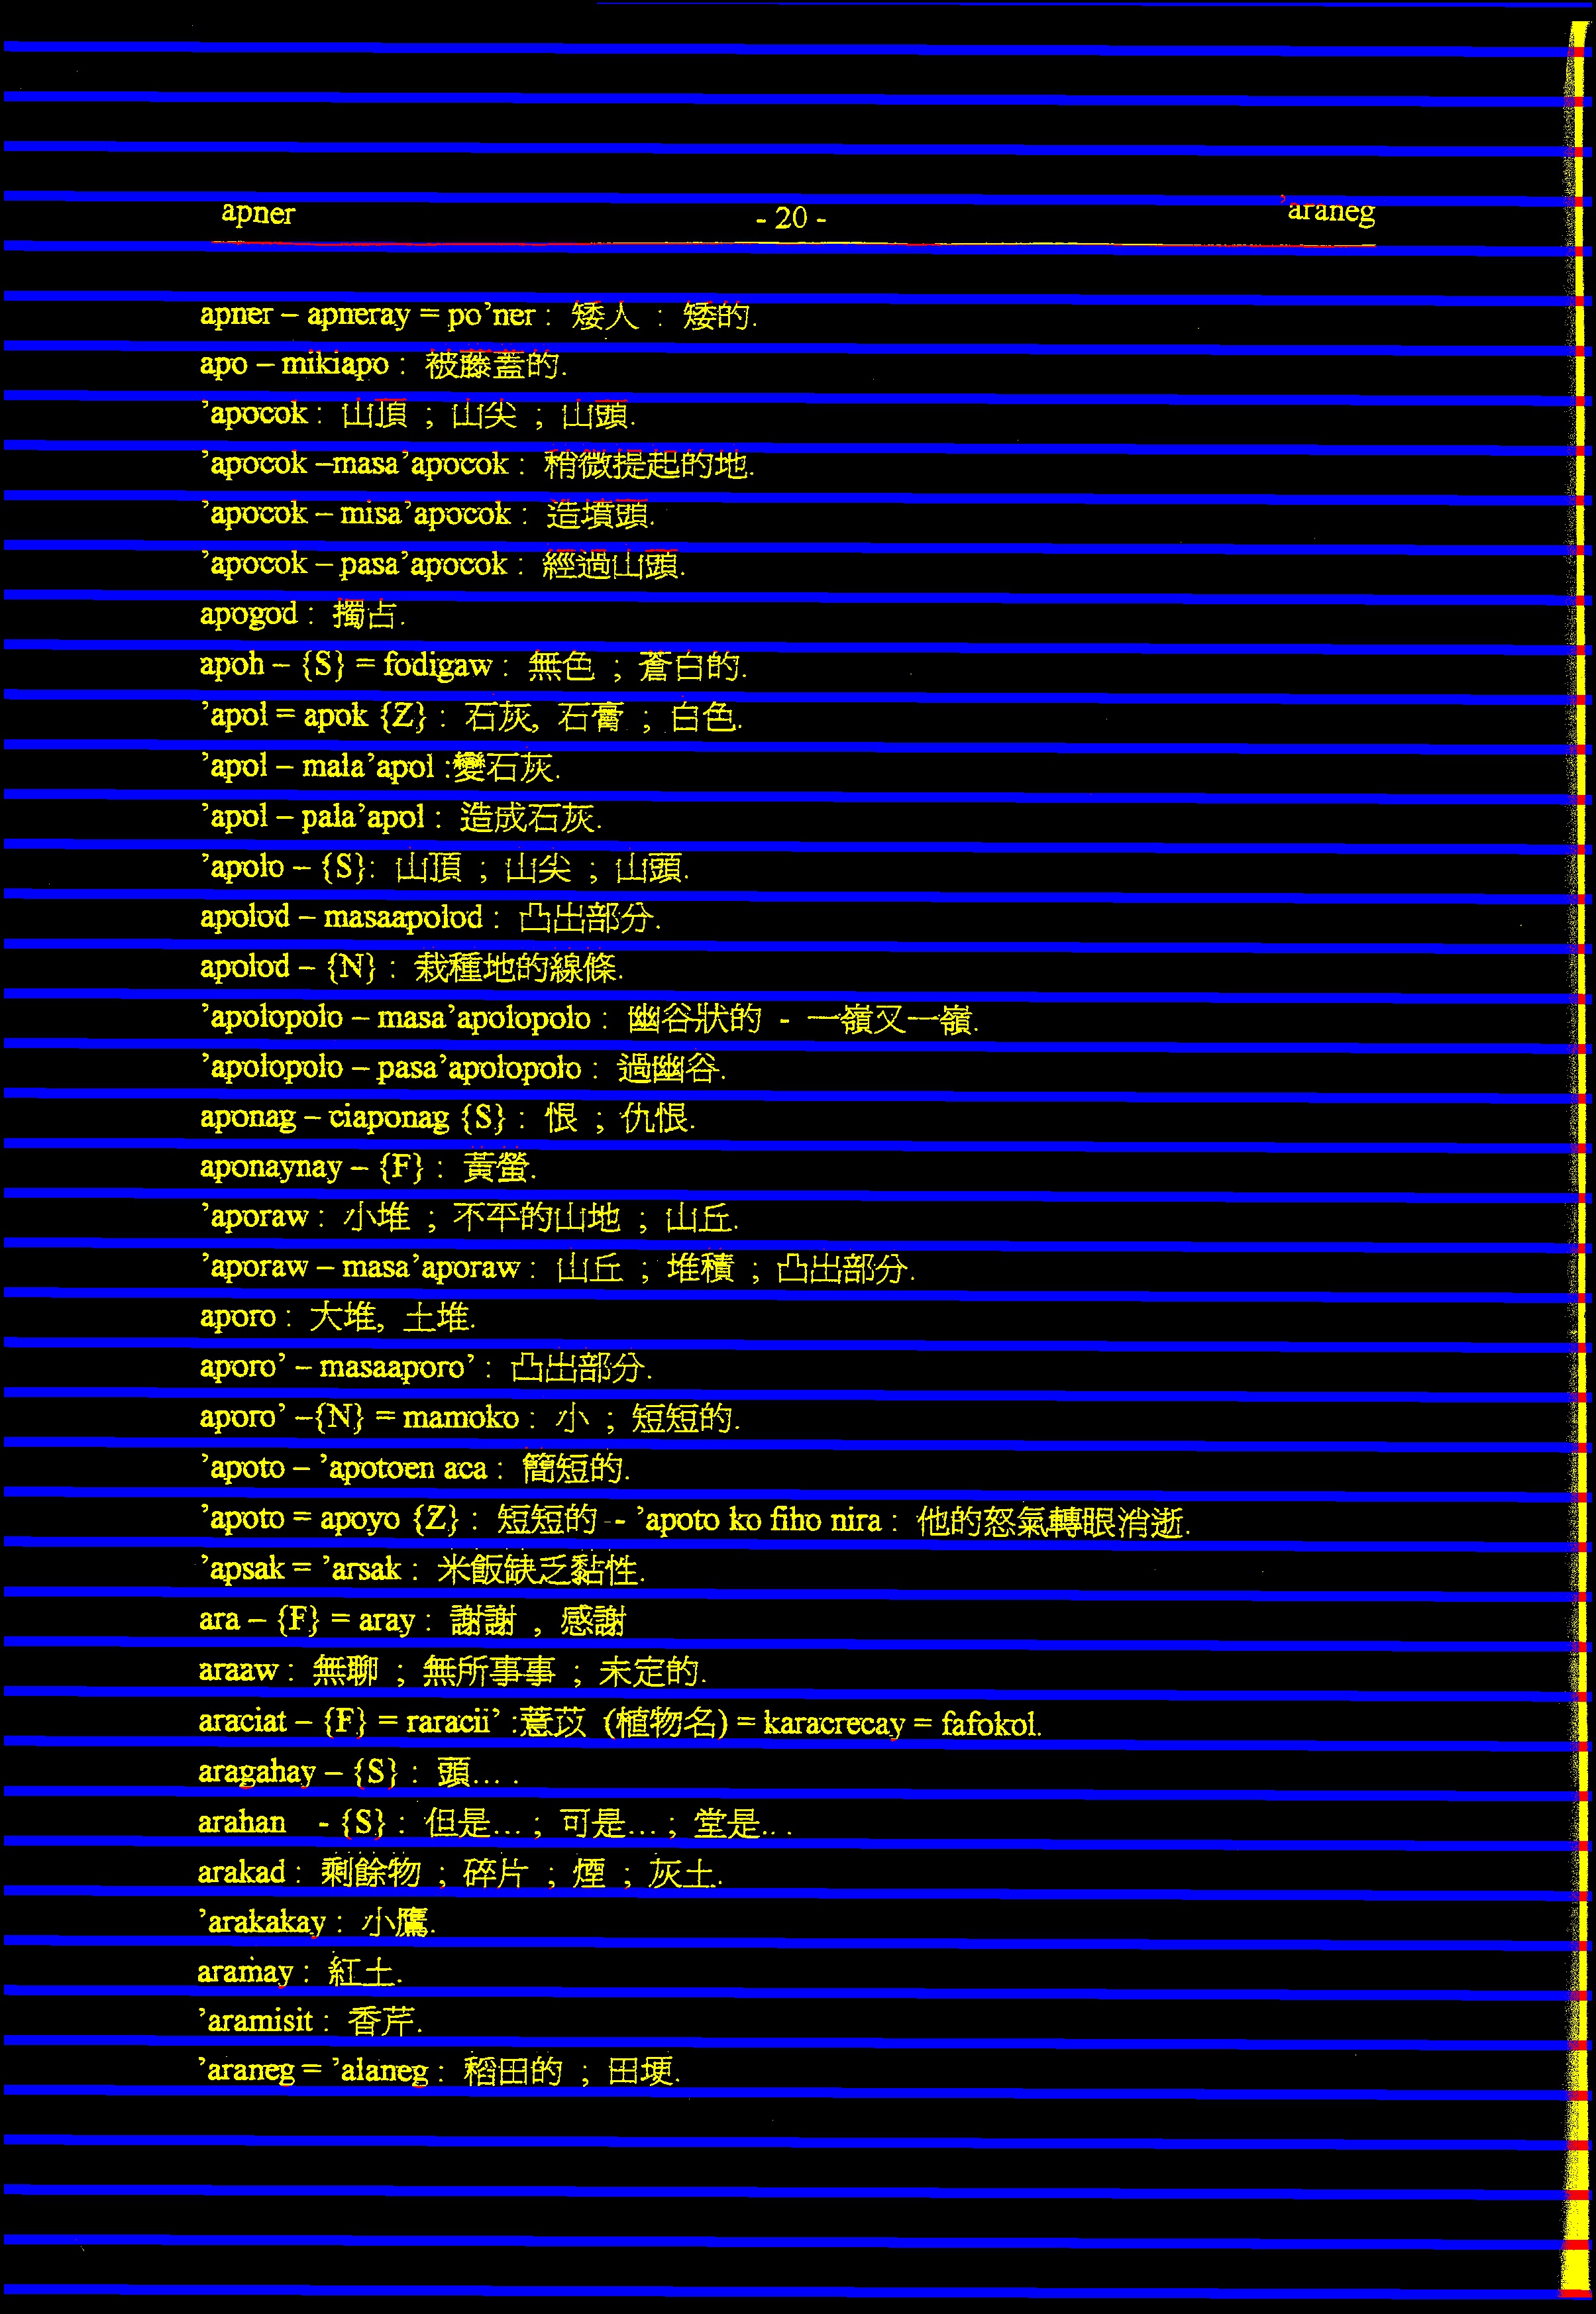 apner - 20 - ’araneg
apner – apneray = po’ner : 矮人 : 矮的.
apo – mikiapo : 被藤蓋的.
’apocok : 山頂 ; 山尖 ; 山頭.
’apocok –masa’apocok : 稍微提起的地.
’apocok – misa’apocok : 造墳頭.
’apocok – pasa’apocok : 經過山頭.
apogod : 獨占.
apoh – {S} = fodigaw : 無色 ; 蒼白的.
’apol = apok {Z} : 石灰, 石膏 ; 白色.
’apol – mala’apol :變石灰.
’apol – pala’apol : 造成石灰.
’apolo – {S}: 山頂 ; 山尖 ; 山頭.
apolod – masaapolod : 凸出部分.
apolod – {N} : 栽種地的線條.
’apolopolo – masa’apolopolo : 幽谷狀的 - 一嶺又一嶺.
’apolopolo – pasa’apolopolo : 過幽谷.
aponag – ciaponag {S} : 恨 ; 仇恨.
aponaynay – {F} : 黃螢.
’aporaw : 小堆 ; 不平的山地 ; 山丘.
’aporaw – masa’aporaw : 山丘 ; 堆積 ; 凸出部分.
aporo : 大堆, 土堆.
aporo’ – masaaporo’ : 凸出部分.
aporo’ –{N} = mamoko : 小 ; 短短的.
’apoto – ’apotoen aca : 簡短的.
’apoto = apoyo {Z} : 短短的 - - ’apoto ko fiho nira : 他的怒氣轉眼消逝.
’apsak = ’arsak : 米飯缺乏黏性.
ara – {F} = aray : 謝謝 , 感謝
araaw : 無聊 ; 無所事事 ; 未定的.
araciat – {F} = raracii’ :薏苡 (植物名) = karacrecay = fafokol.
aragahay – {S} : 頭... .
arahan - {S} : 但是... ; 可是... ; 堂是...
arakad : 剩餘物 ; 碎片 ; 煙 ; 灰土.
’arakakay : 小鷹.
aramay : 紅土.
’aramisit : 香芹.
’araneg = ’alaneg : 稻田的 ; 田埂.